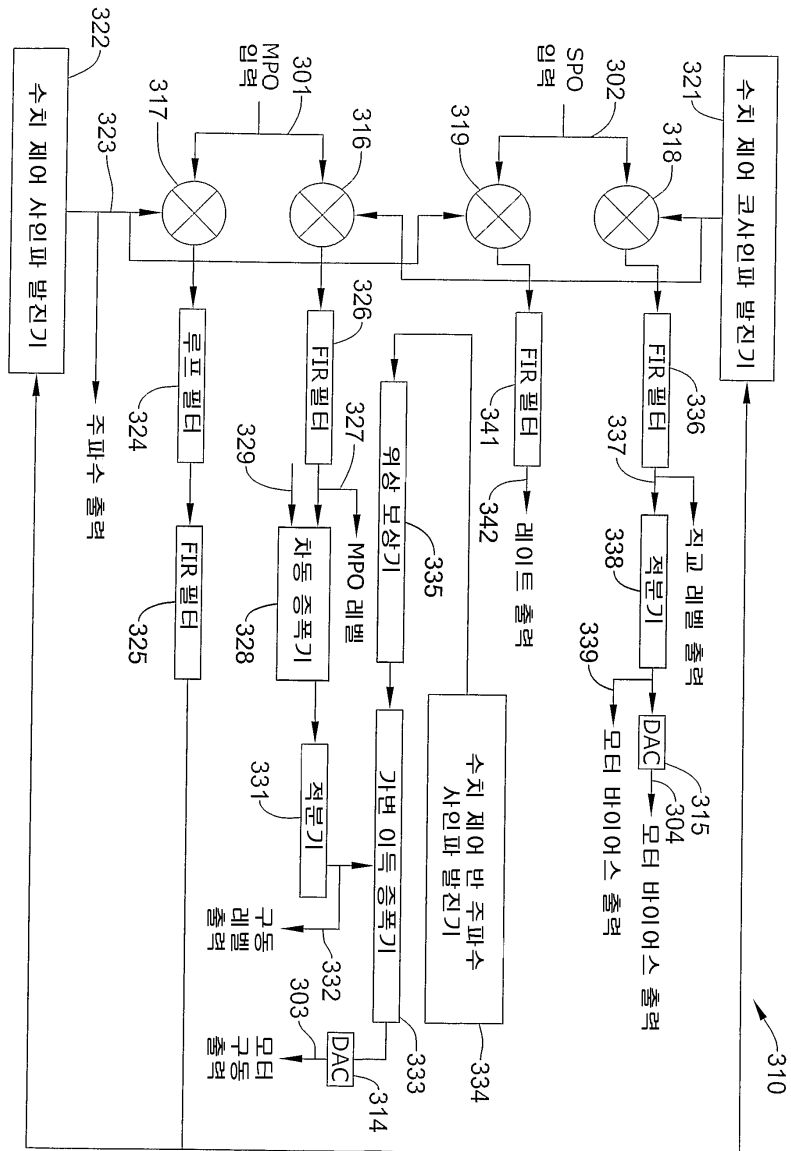 310
321
수치 제어 코사인파 발진기
SPO
입력
302
318
319
336
FIR 필터
337
직교 레벨 출력
338
적분기
339
모터 바이어스 출력
DAC
315
304
모터 바이어스 출력
341
FIR 필터
342
레이트 출력
수치 제어 반 주파수
사인파 발진기
334
위상 보상기
335
가변 이득 증폭기
333
MPO
입력
301
316
317
326
FIR 필터
327
MPO 레벨
329
차동 증폭기
328
331
적분기
332
구동
레벨
출력
DAC
314
303
모터
구동
출력
루프 필터
324
FIR 필터
325
322
수치 제어 사인파 발진기
323
주파수 출력